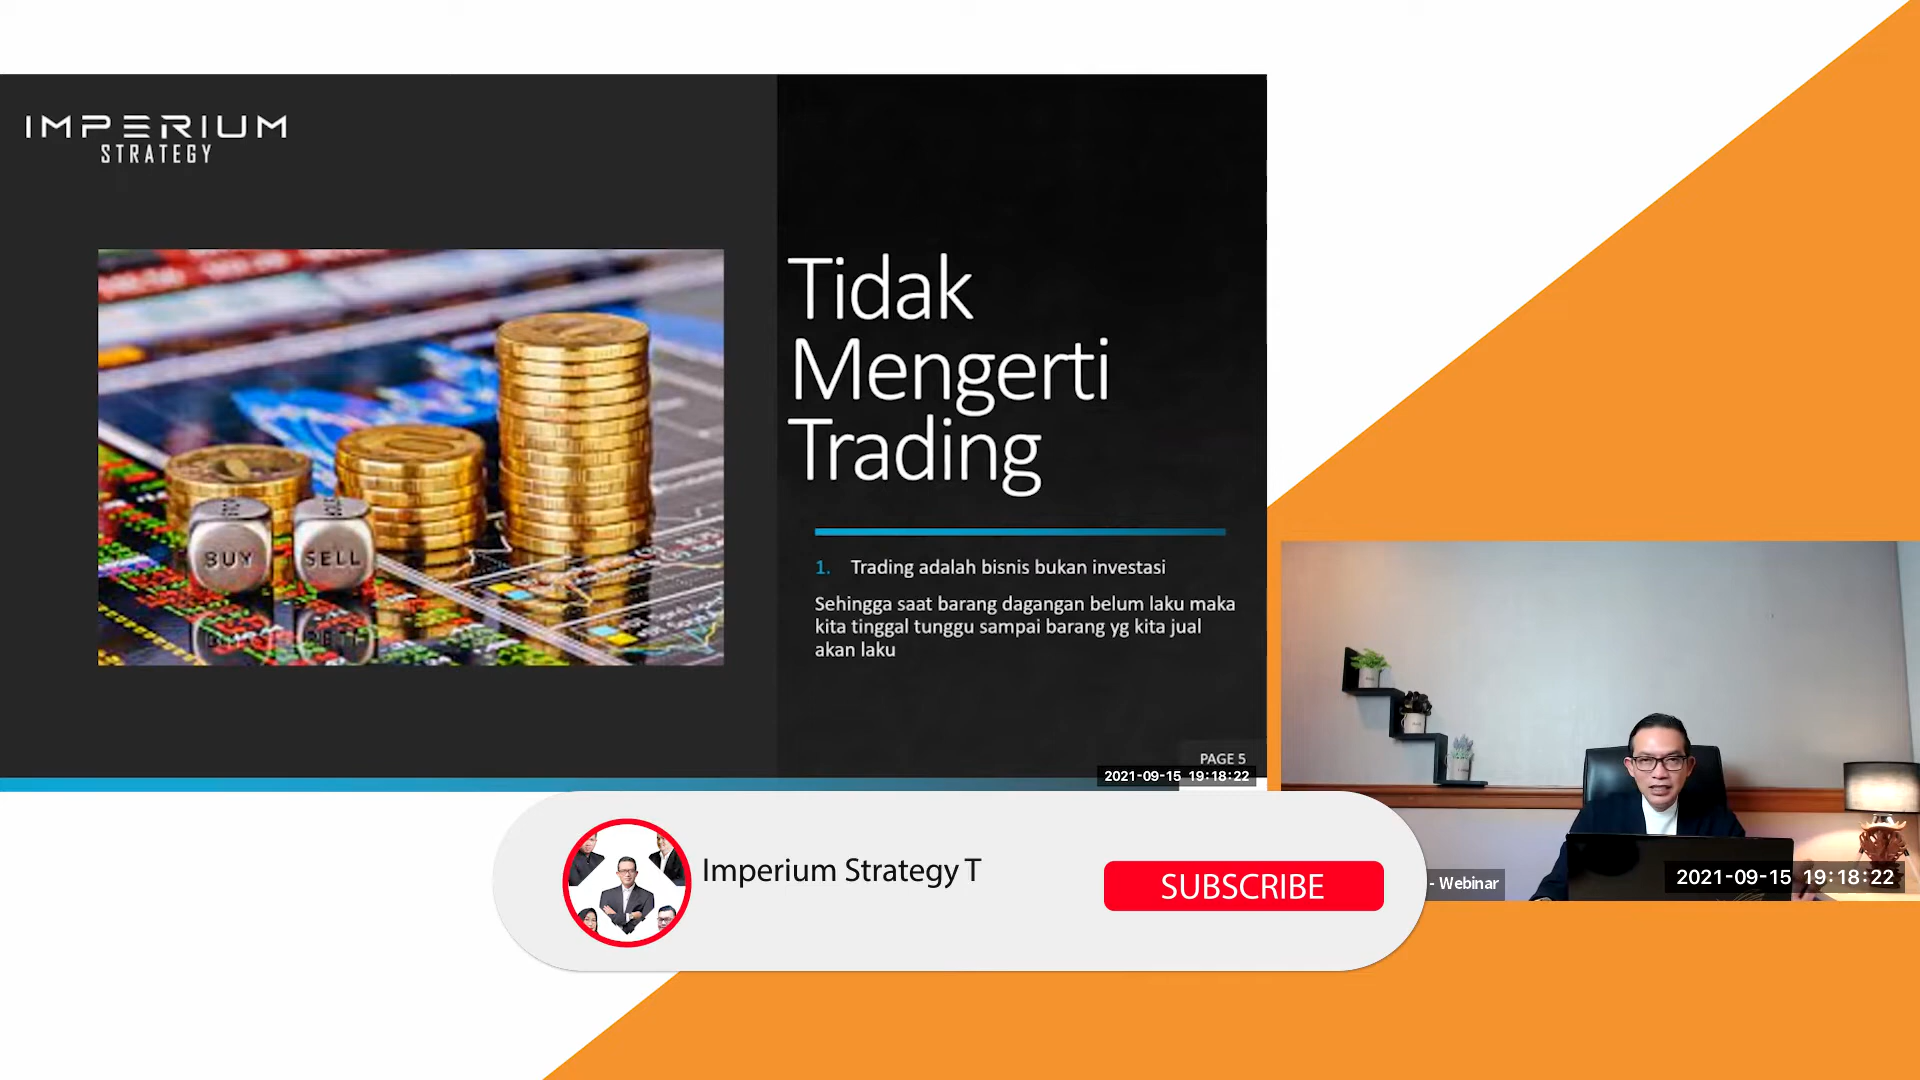 IMPERIUM
STRATEGY
BUY
SELL
Tidak
Mengerti
Trading
1. Trading adalah bisnis bukan investasi
Sehingga saat barang dagangan belum laku maka
kita tinggal tunggu sampai barang yg kita jual
akan laku
PAGE 5
2021-09-15 19:18:22
Imperium Strategy T
SUBSCRIBE
- Webinar
2021-09-15 19:18:22